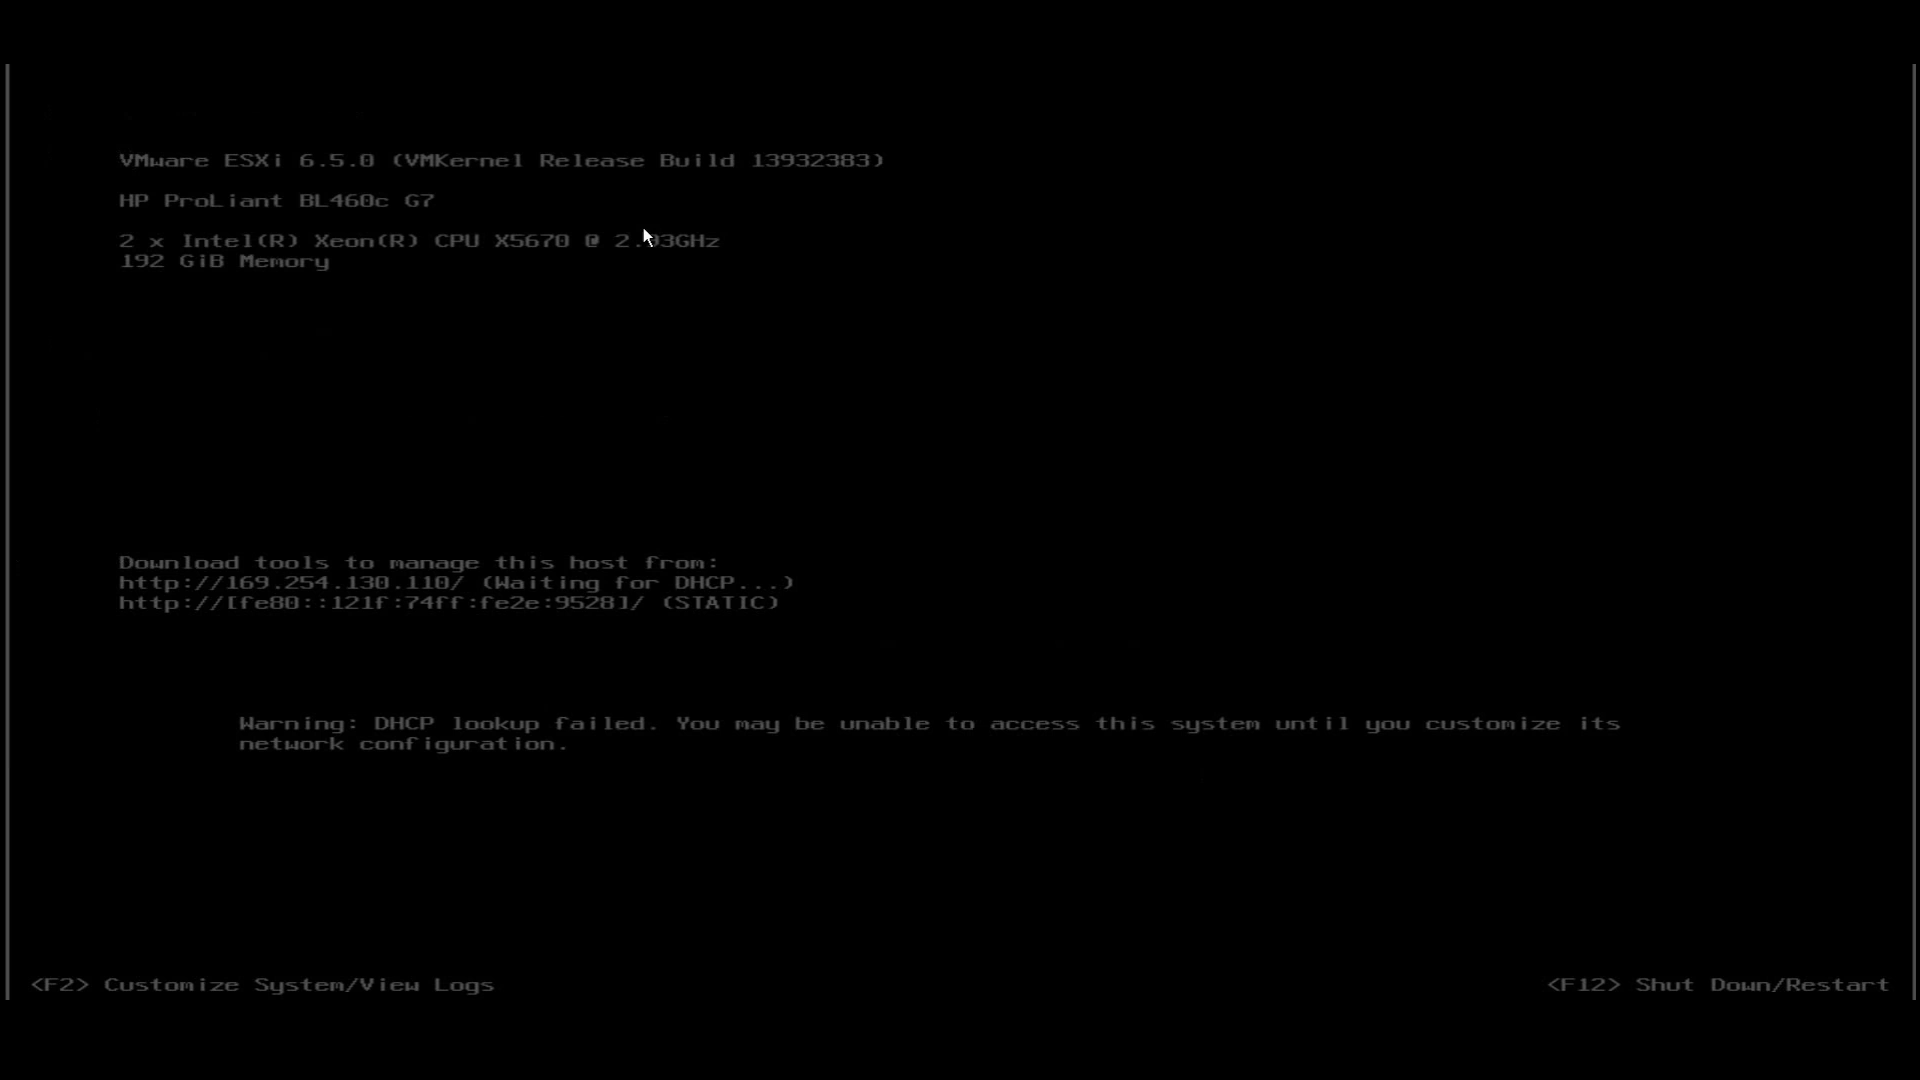 VMware ESXi 6.5.0 (VMKernel Release Build 13932383)
HP ProLiant BL460c G7
2 x Intel(R) Xeon(R) CPU X5670 @ 2.93GHz
192 GiB Memory
Download tools to manage this host from:
http://169.254.130.110/ (Waiting for DHCP...)
http://[fe80::121f:74ff:fe2e:9528]/ (STATIC)
Warning: DHCP lookup failed. You may be unable to access this system until you customize its
network configuration.
<F2> Customize System/View Logs
<F12> Shut Down/Restart